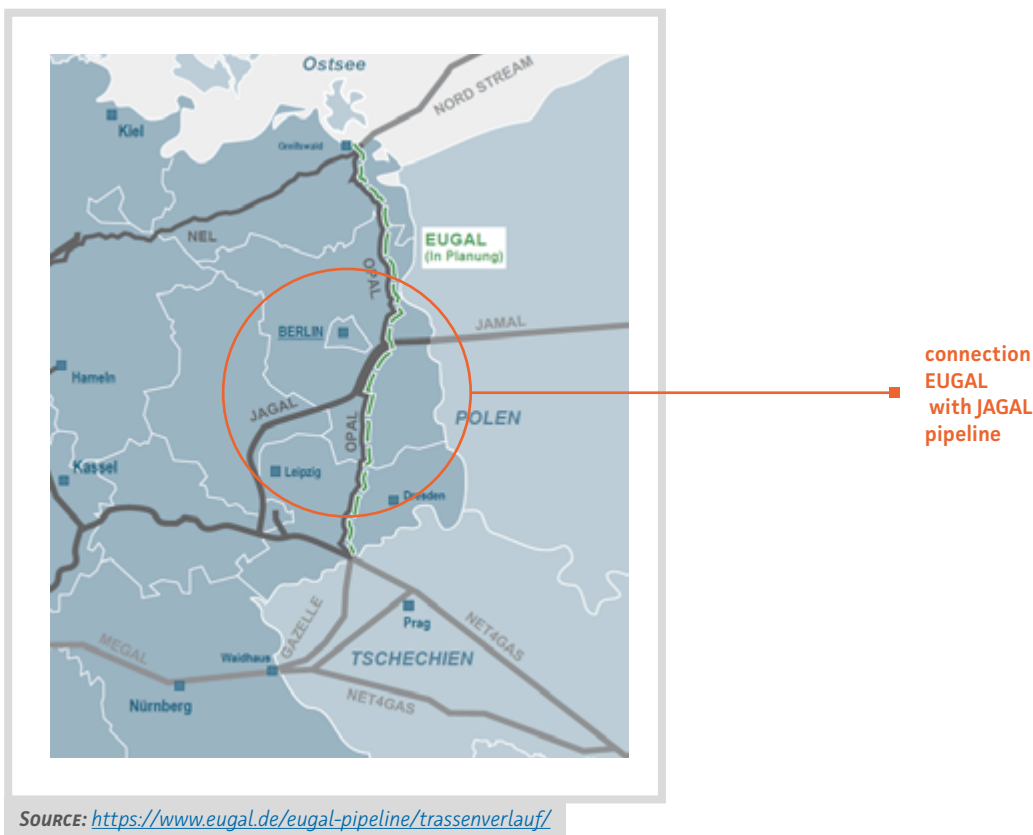 Ostsee
NORD STREAM
Kiel
Greifswald
NEL
EUGAL
(In Planung)
OPAL
BERLIN
JAMAL
Hameln
JAGAL
OPAL
POLEN
connection
EUGAL
with JAGAL
pipeline
Kassel
Leipzig
Dresden
GAZELLE
Prag
NET4GAS
MEGAL
Waidhaus
TSCHECHIEN
NET4GAS
Nürnberg
SOURCE: https://www.eugal.de/eugal-pipeline/trassenverlauf/